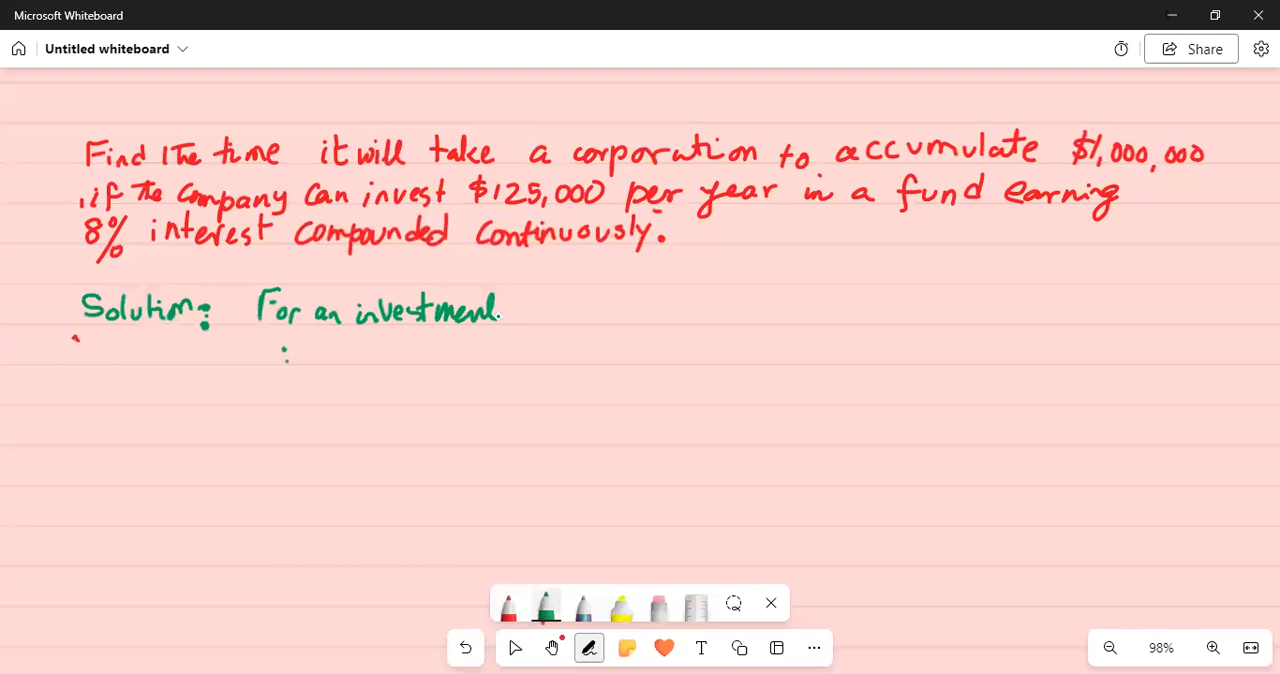 Microsoft Whiteboard
Untitled whiteboard
Share
Find the time it will take a corporation to accumulate $1,000,000
, if the company can invest $125,000 per year in a fund earning
8% interest compounded continuously.
Solution: For an investment
98%